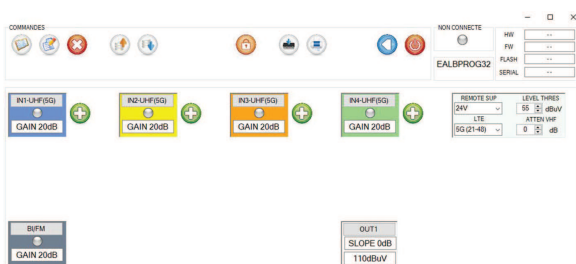 COMMANDES
NON CONNECTE
HW --
FW --
EALBPROG32
FLASH --
SERIAL --
IN1-UHF(5G)
GAIN 20dB
IN2-UHF(5G)
GAIN 20dB
IN3-UHF(5G)
GAIN 20dB
IN4-UHF(5G)
GAIN 20dB
REMOTE SUP LEVEL THRES
24V 55 dBuV
LTE ATTEN VHF
5G (21-48) 0 dB
BI/FM
GAIN 20dB
OUT1
SLOPE 0dB
110dBuV